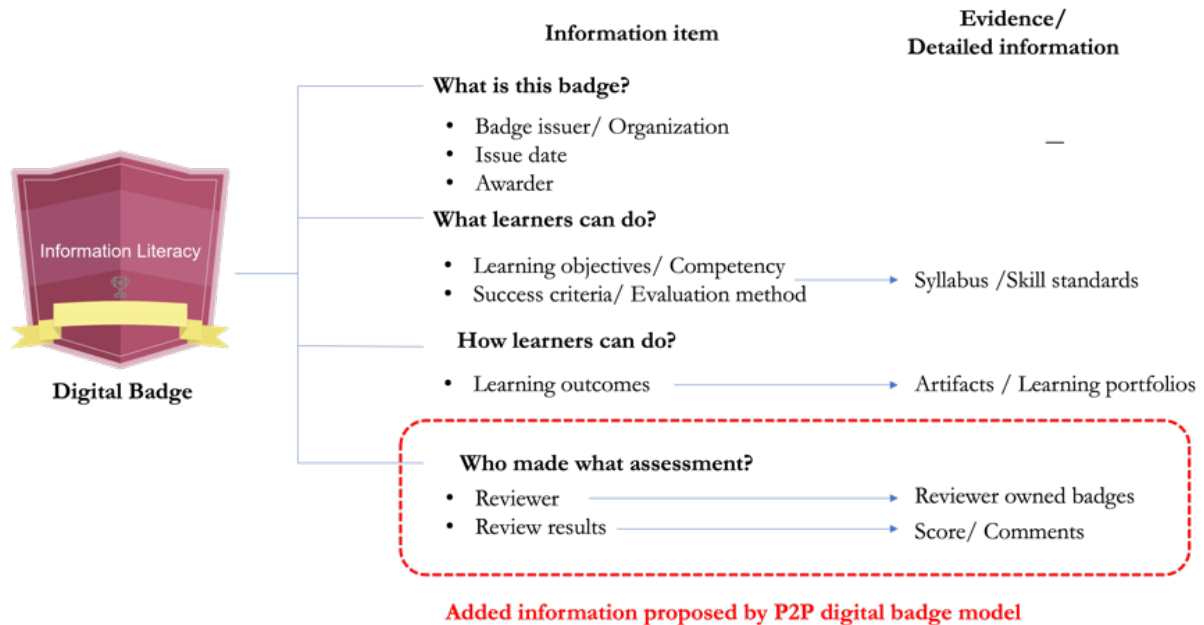 Information item
Evidence/
Detailed information
What is this badge?
• Badge issuer/ Organization
• Issue date
• Awarder
—
What learners can do?
• Learning objectives/ Competency
• Success criteria/ Evaluation method
Syllabus /Skill standards
Information Literacy
Digital Badge
How learners can do?
• Learning outcomes
Artifacts / Learning portfolios
Who made what assessment?
• Reviewer
Reviewer owned badges
• Review results
Score/ Comments
Added information proposed by P2P digital badge model